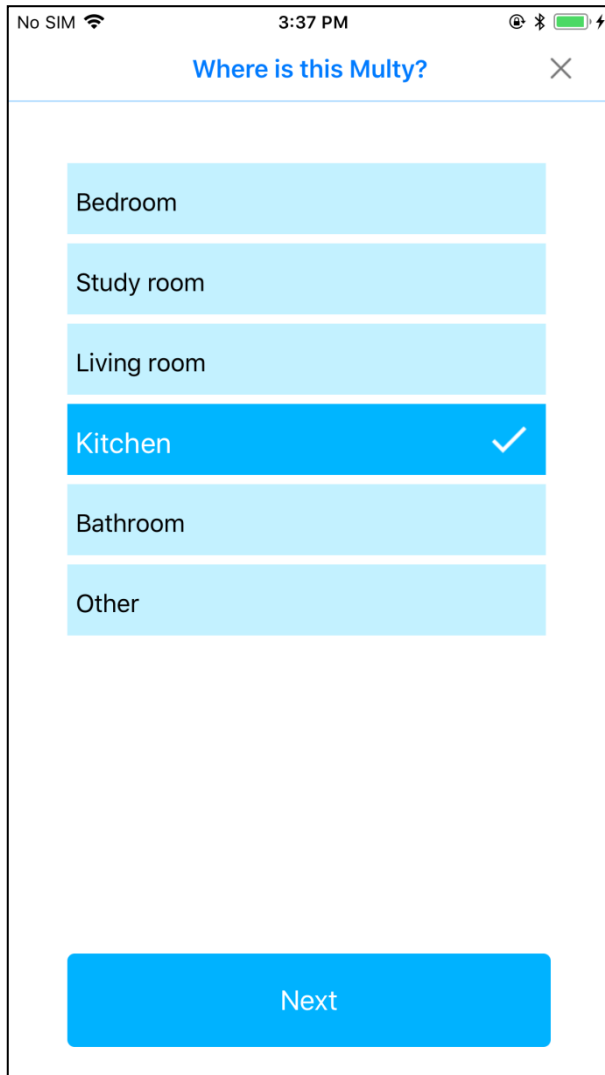 No SIM 3:37 PM
Where is this Multy?
Bedroom
Study room
Living room
Kitchen
Bathroom
Other
Next